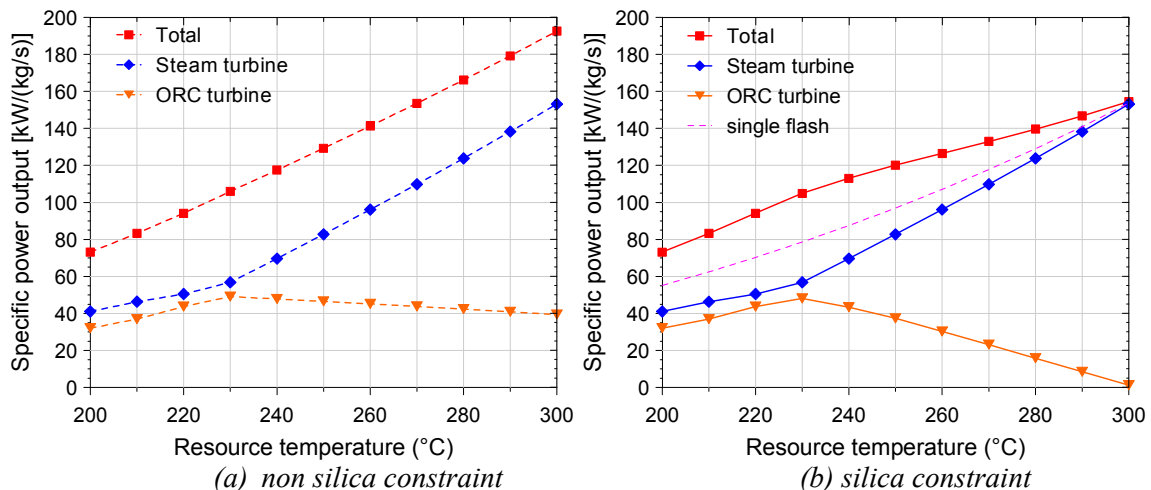 Specific power output [kW/(kg/s)]
200
180
160
140
120
100
80
60
40
20
0
Total
Steam turbine
ORC turbine
200 220 240 260 280 300
Resource temperature (°C)
(a) non silica constraint
Specific power output [kW/(kg/s)]
200
180
160
140
120
100
80
60
40
20
0
Total
Steam turbine
ORC turbine
single flash
200 220 240 260 280 300
Resource temperature (°C)
(b) silica constraint